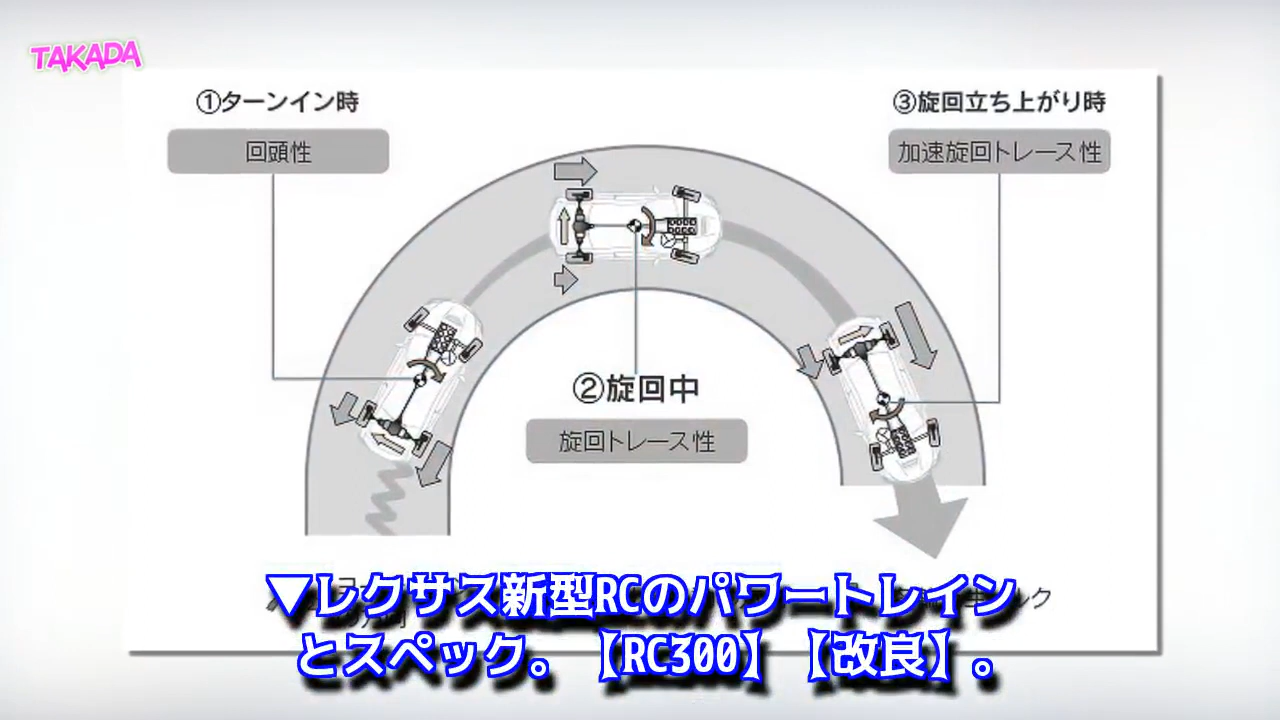 TAKADA
①ターンイン時
回頭性
③旋回立ち上がり時
加速旋回トレース性
②旋回中
旋回トレース性
▼レクサス新型RCのパワートレイン
とスペック。【RC300】【改良】。